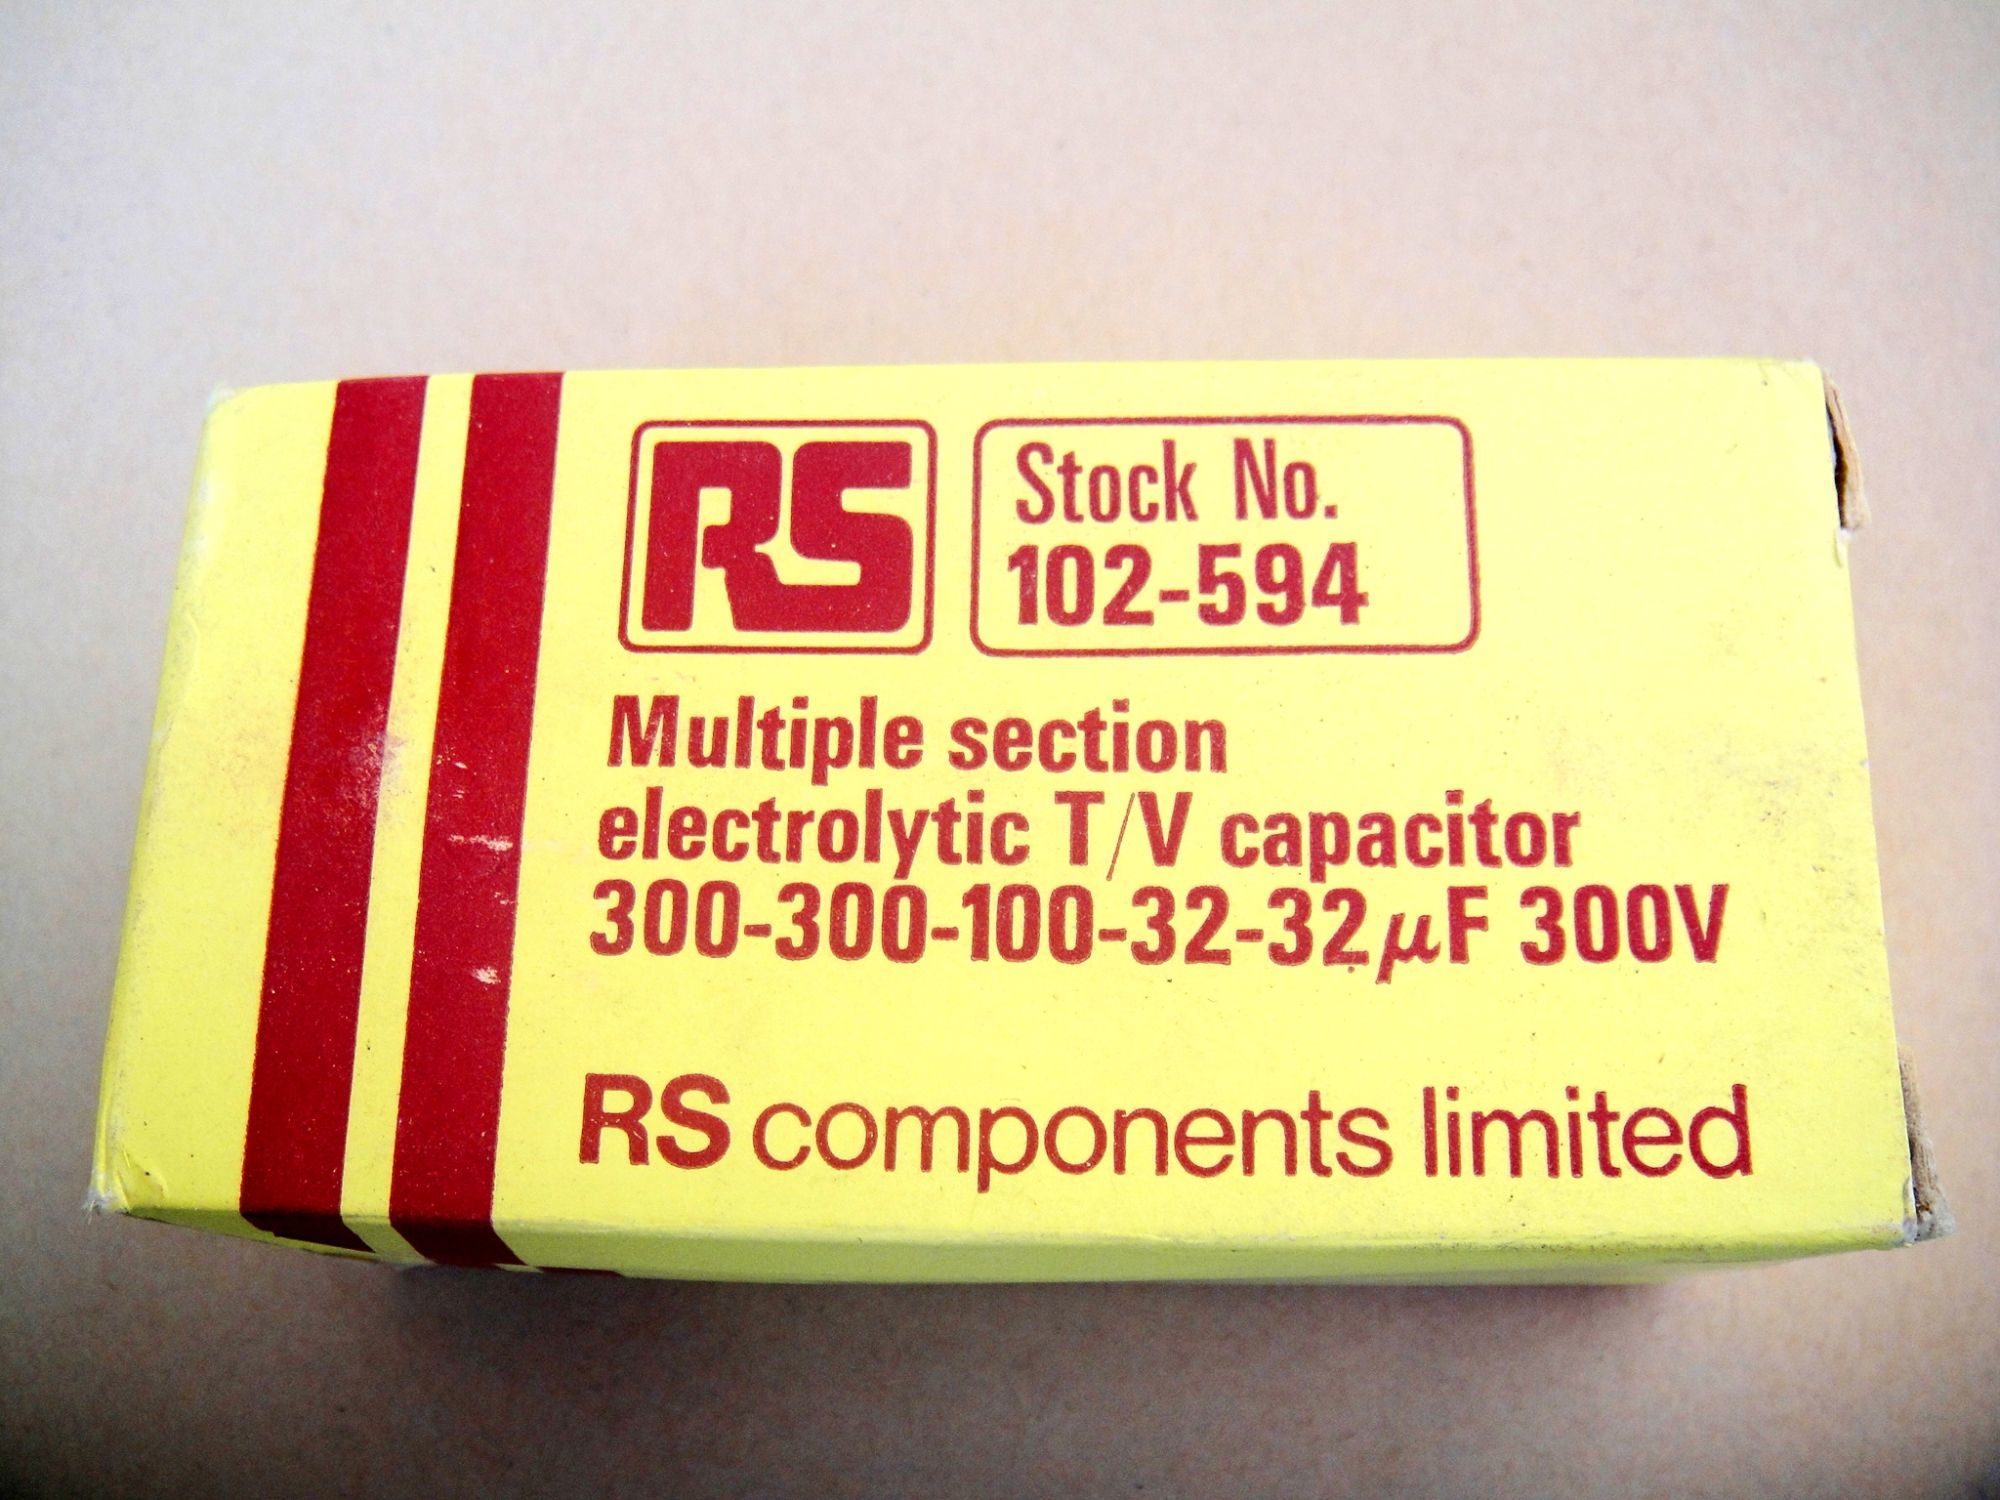 RS
Stock No.
102-594
Multiple section
electrolytic T/V capacitor
300-300-100-32-32µF 300V
RS components limited